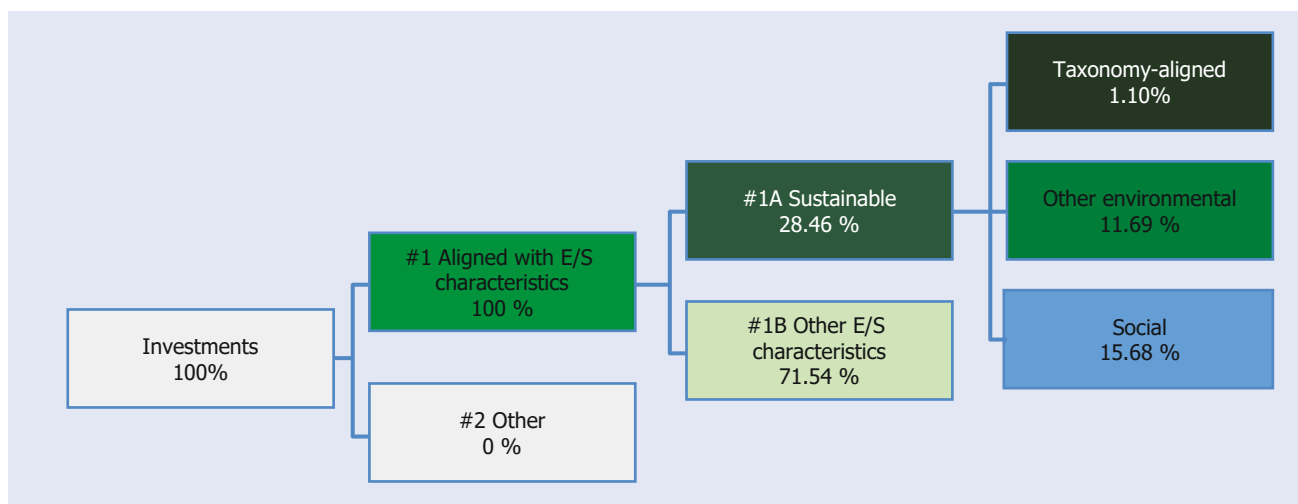 Investments
100%
#1 Aligned with E/S
characteristics
100 %
#2 Other
0 %
#1A Sustainable
28.46 %
#1B Other E/S
characteristics
71.54 %
Taxonomy-aligned
1.10%
Other environmental
11.69 %
Social
15.68 %